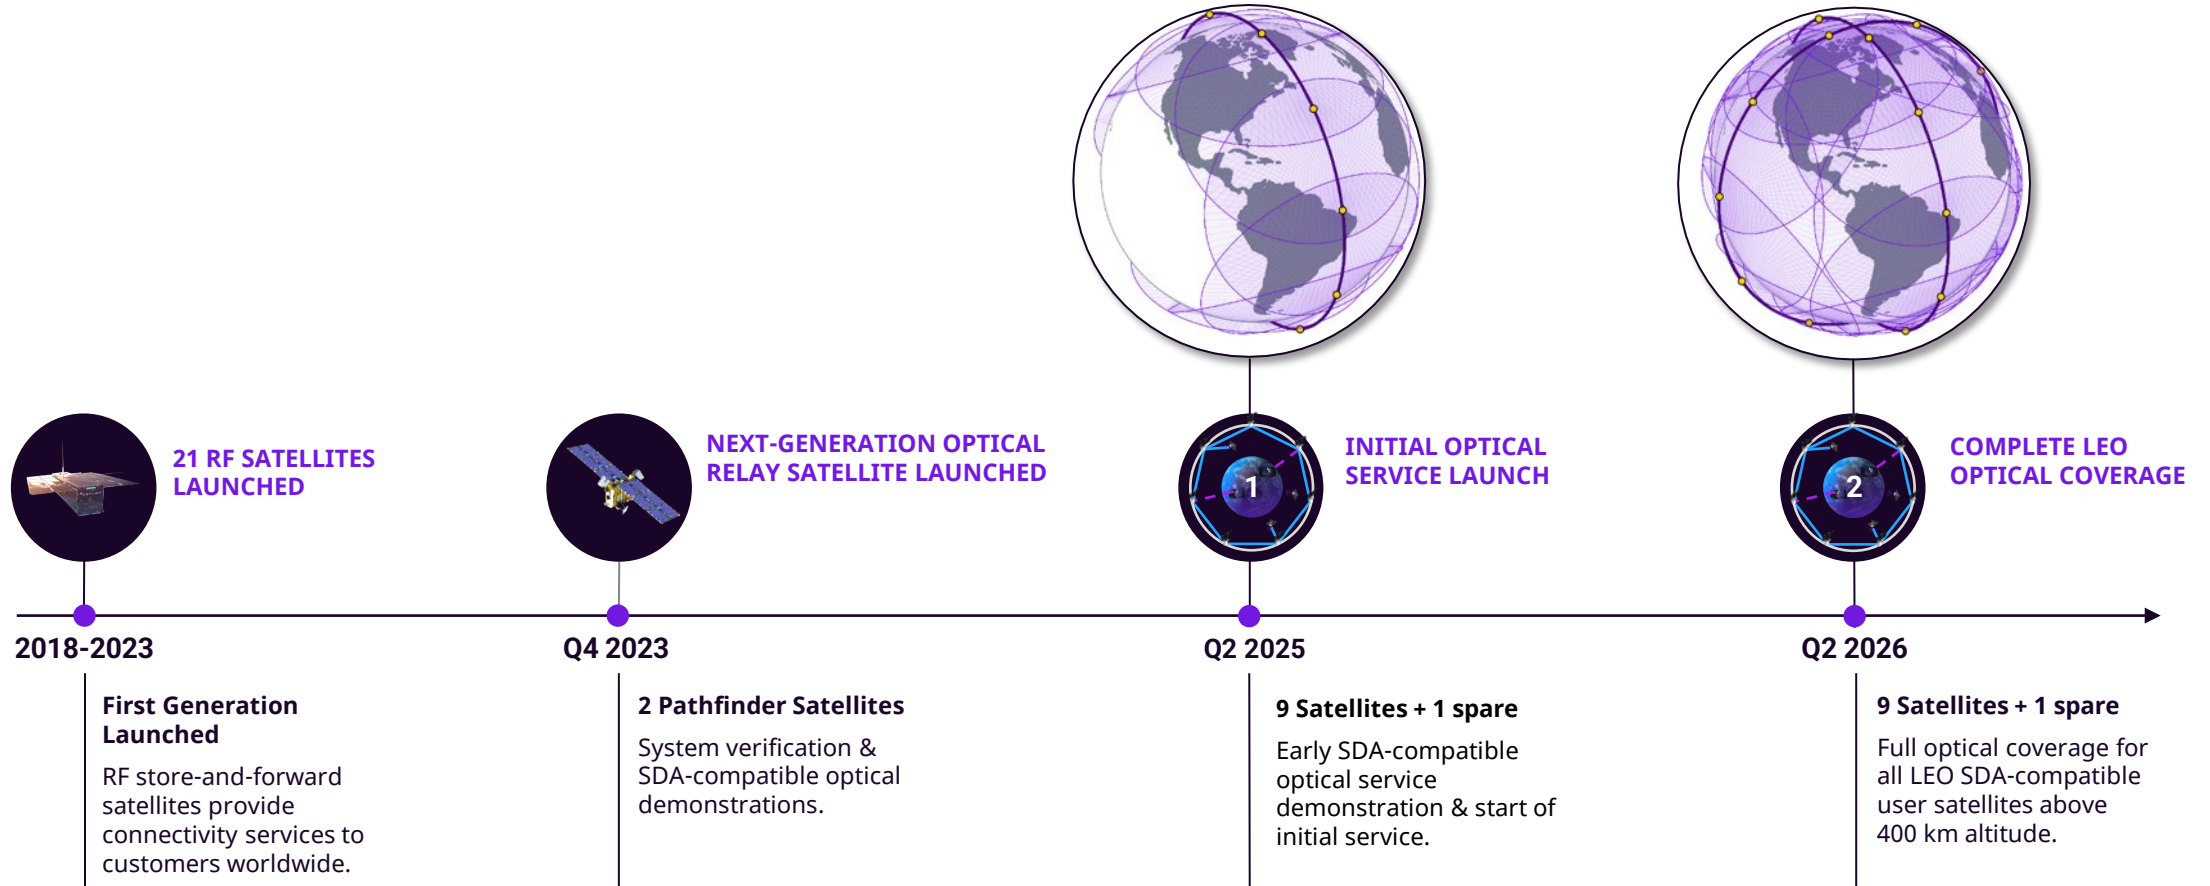 21 RF SATELLITES
LAUNCHED
NEXT-GENERATION OPTICAL
RELAY SATELLITE LAUNCHED
1
INITIAL OPTICAL
SERVICE LAUNCH
2
COMPLETE LEO
OPTICAL COVERAGE
2018-2023
Q4 2023
Q2 2025
Q2 2026
First Generation
Launched
RF store-and-forward
satellites provide
connectivity services to
customers worldwide.
2 Pathfinder Satellites
System verification &
SDA-compatible optical
demonstrations.
9 Satellites + 1 spare
Early SDA-compatible
optical service
demonstration & start of
initial service.
9 Satellites + 1 spare
Full optical coverage for
all LEO SDA-compatible
user satellites above
400 km altitude.